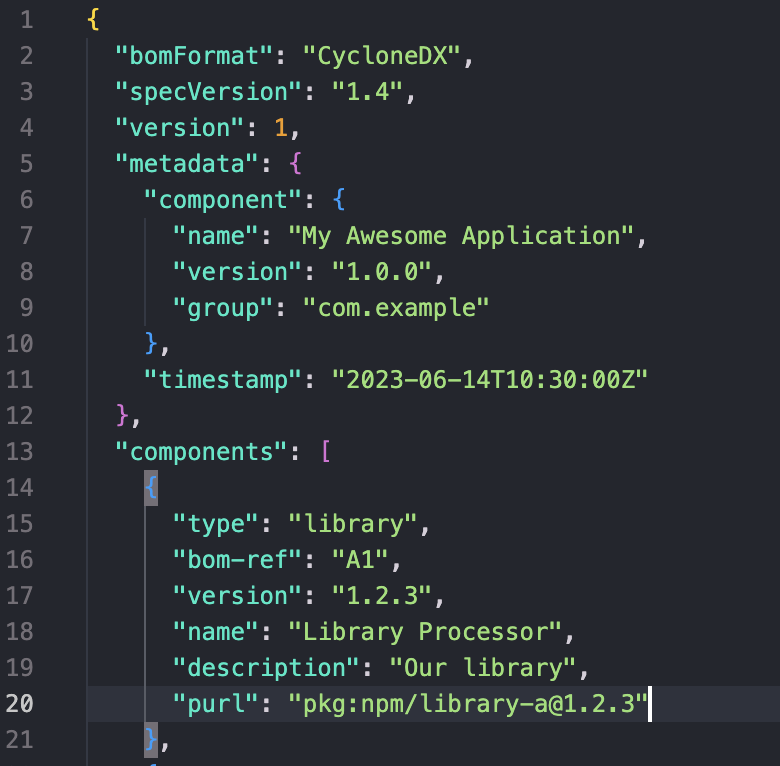 1 {
2 "bomFormat": "CycloneDX",
3 "specVersion": "1.4",
4 "version": 1,
5 "metadata": {
6 "component": {
7 "name": "My Awesome Application",
8 "version": "1.0.0",
9 "group": "com.example"
10 },
11 "timestamp": "2023-06-14T10:30:00Z"
12 },
13 "components": [
14 {
15 "type": "library",
16 "bom-ref": "A1",
17 "version": "1.2.3",
18 "name": "Library Processor",
19 "description": "Our library",
20 "purl": "pkg:npm/library-a@1.2.3"
21 },